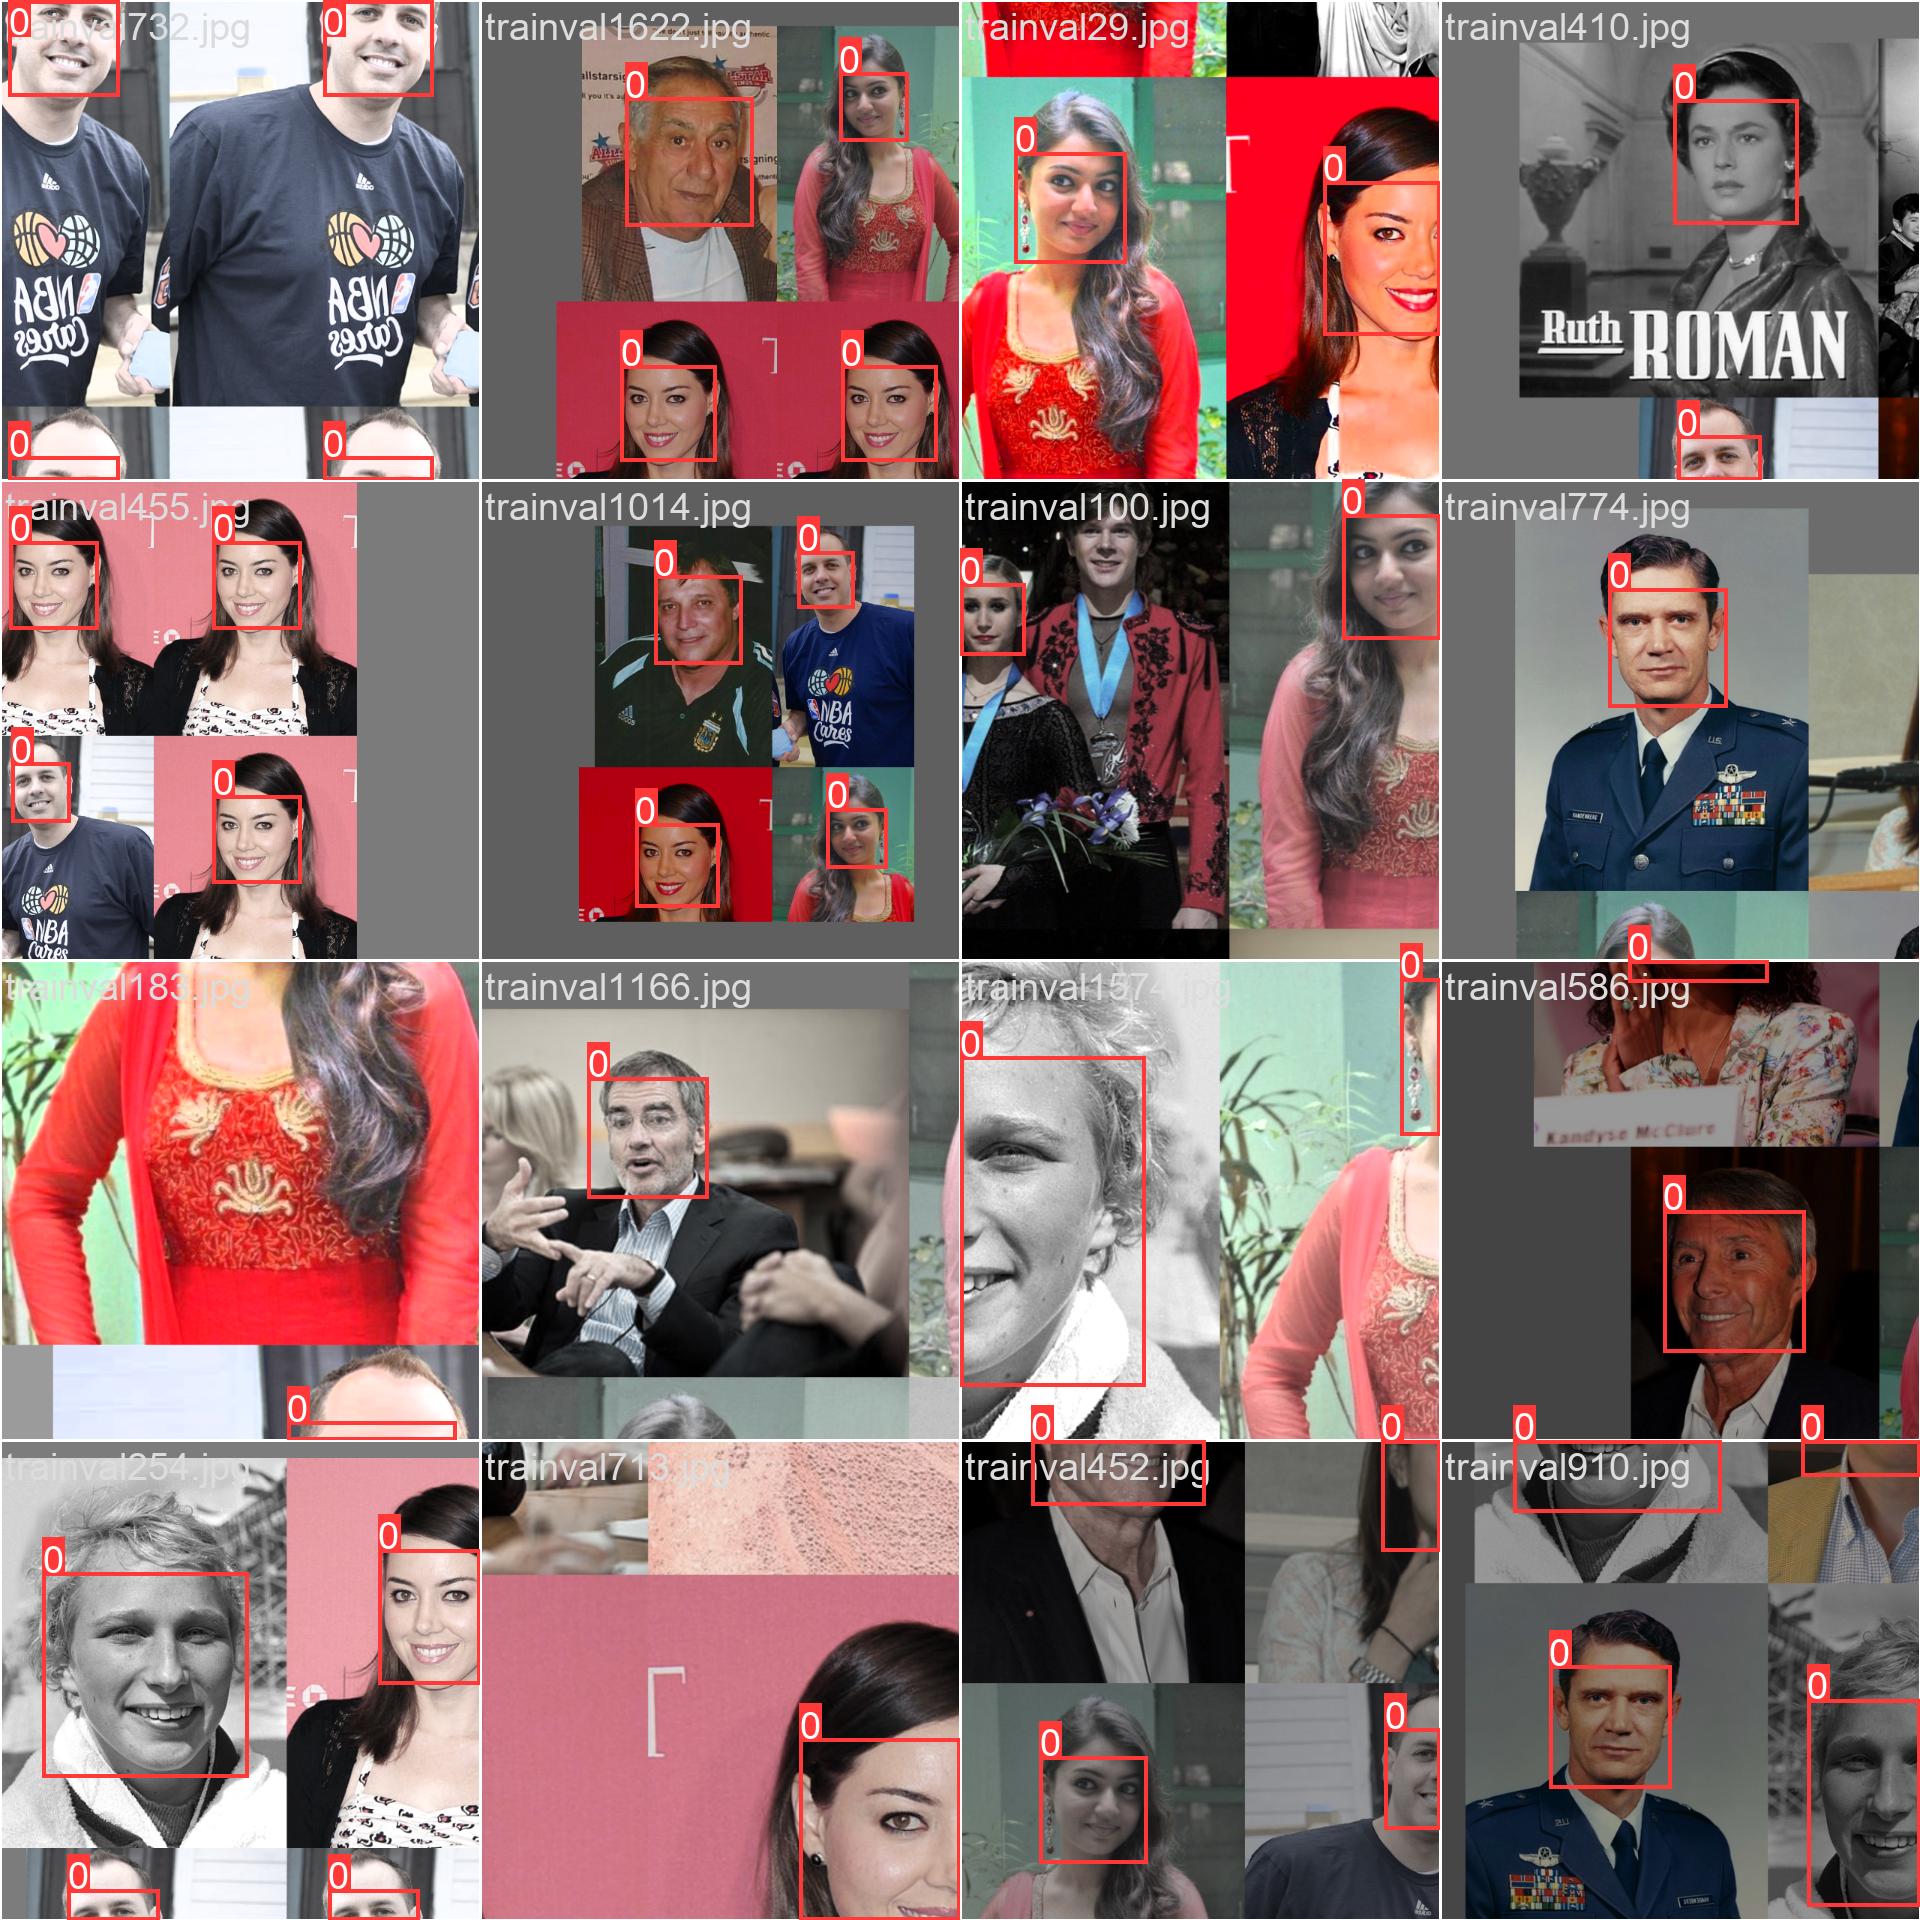 trainval732.jpg
0
0
NBA
Cares
NBA
Cares
0
0
trainval1622.jpg
0
0
0
0
trainval29.jpg
0
0
trainval410.jpg
0
Ruth
ROMAN
0
trainval455.jpg
0
0
0
NBA
Cares
0
trainval1014.jpg
0
0
NBA
Cares
0
0
trainval100.jpg
0
0
trainval774.jpg
0
U.S.
VANDENBERG
trainval183.jpg
0
trainval1166.jpg
0
trainval1574.jpg
0
0
trainval586.jpg
0
Kandyse McClure
0
trainval254.jpg
0
0
0
0
trainval713.jpg
0
trainval452.jpg
0
0
0
0
trainval910.jpg
0
0
0
0